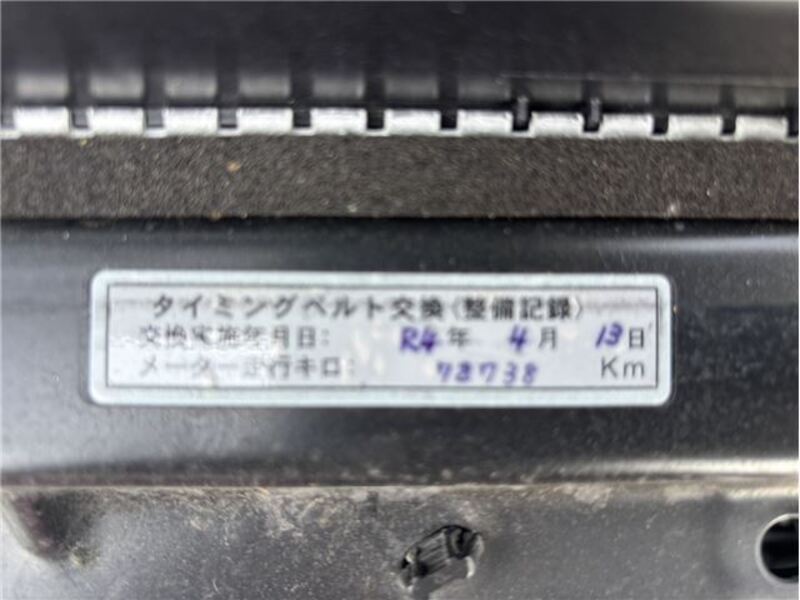 タイミングベルト交換〈整備記録〉
交換実施年月日: R4年 4月 13日
メーター走行キロ: 78738 Km